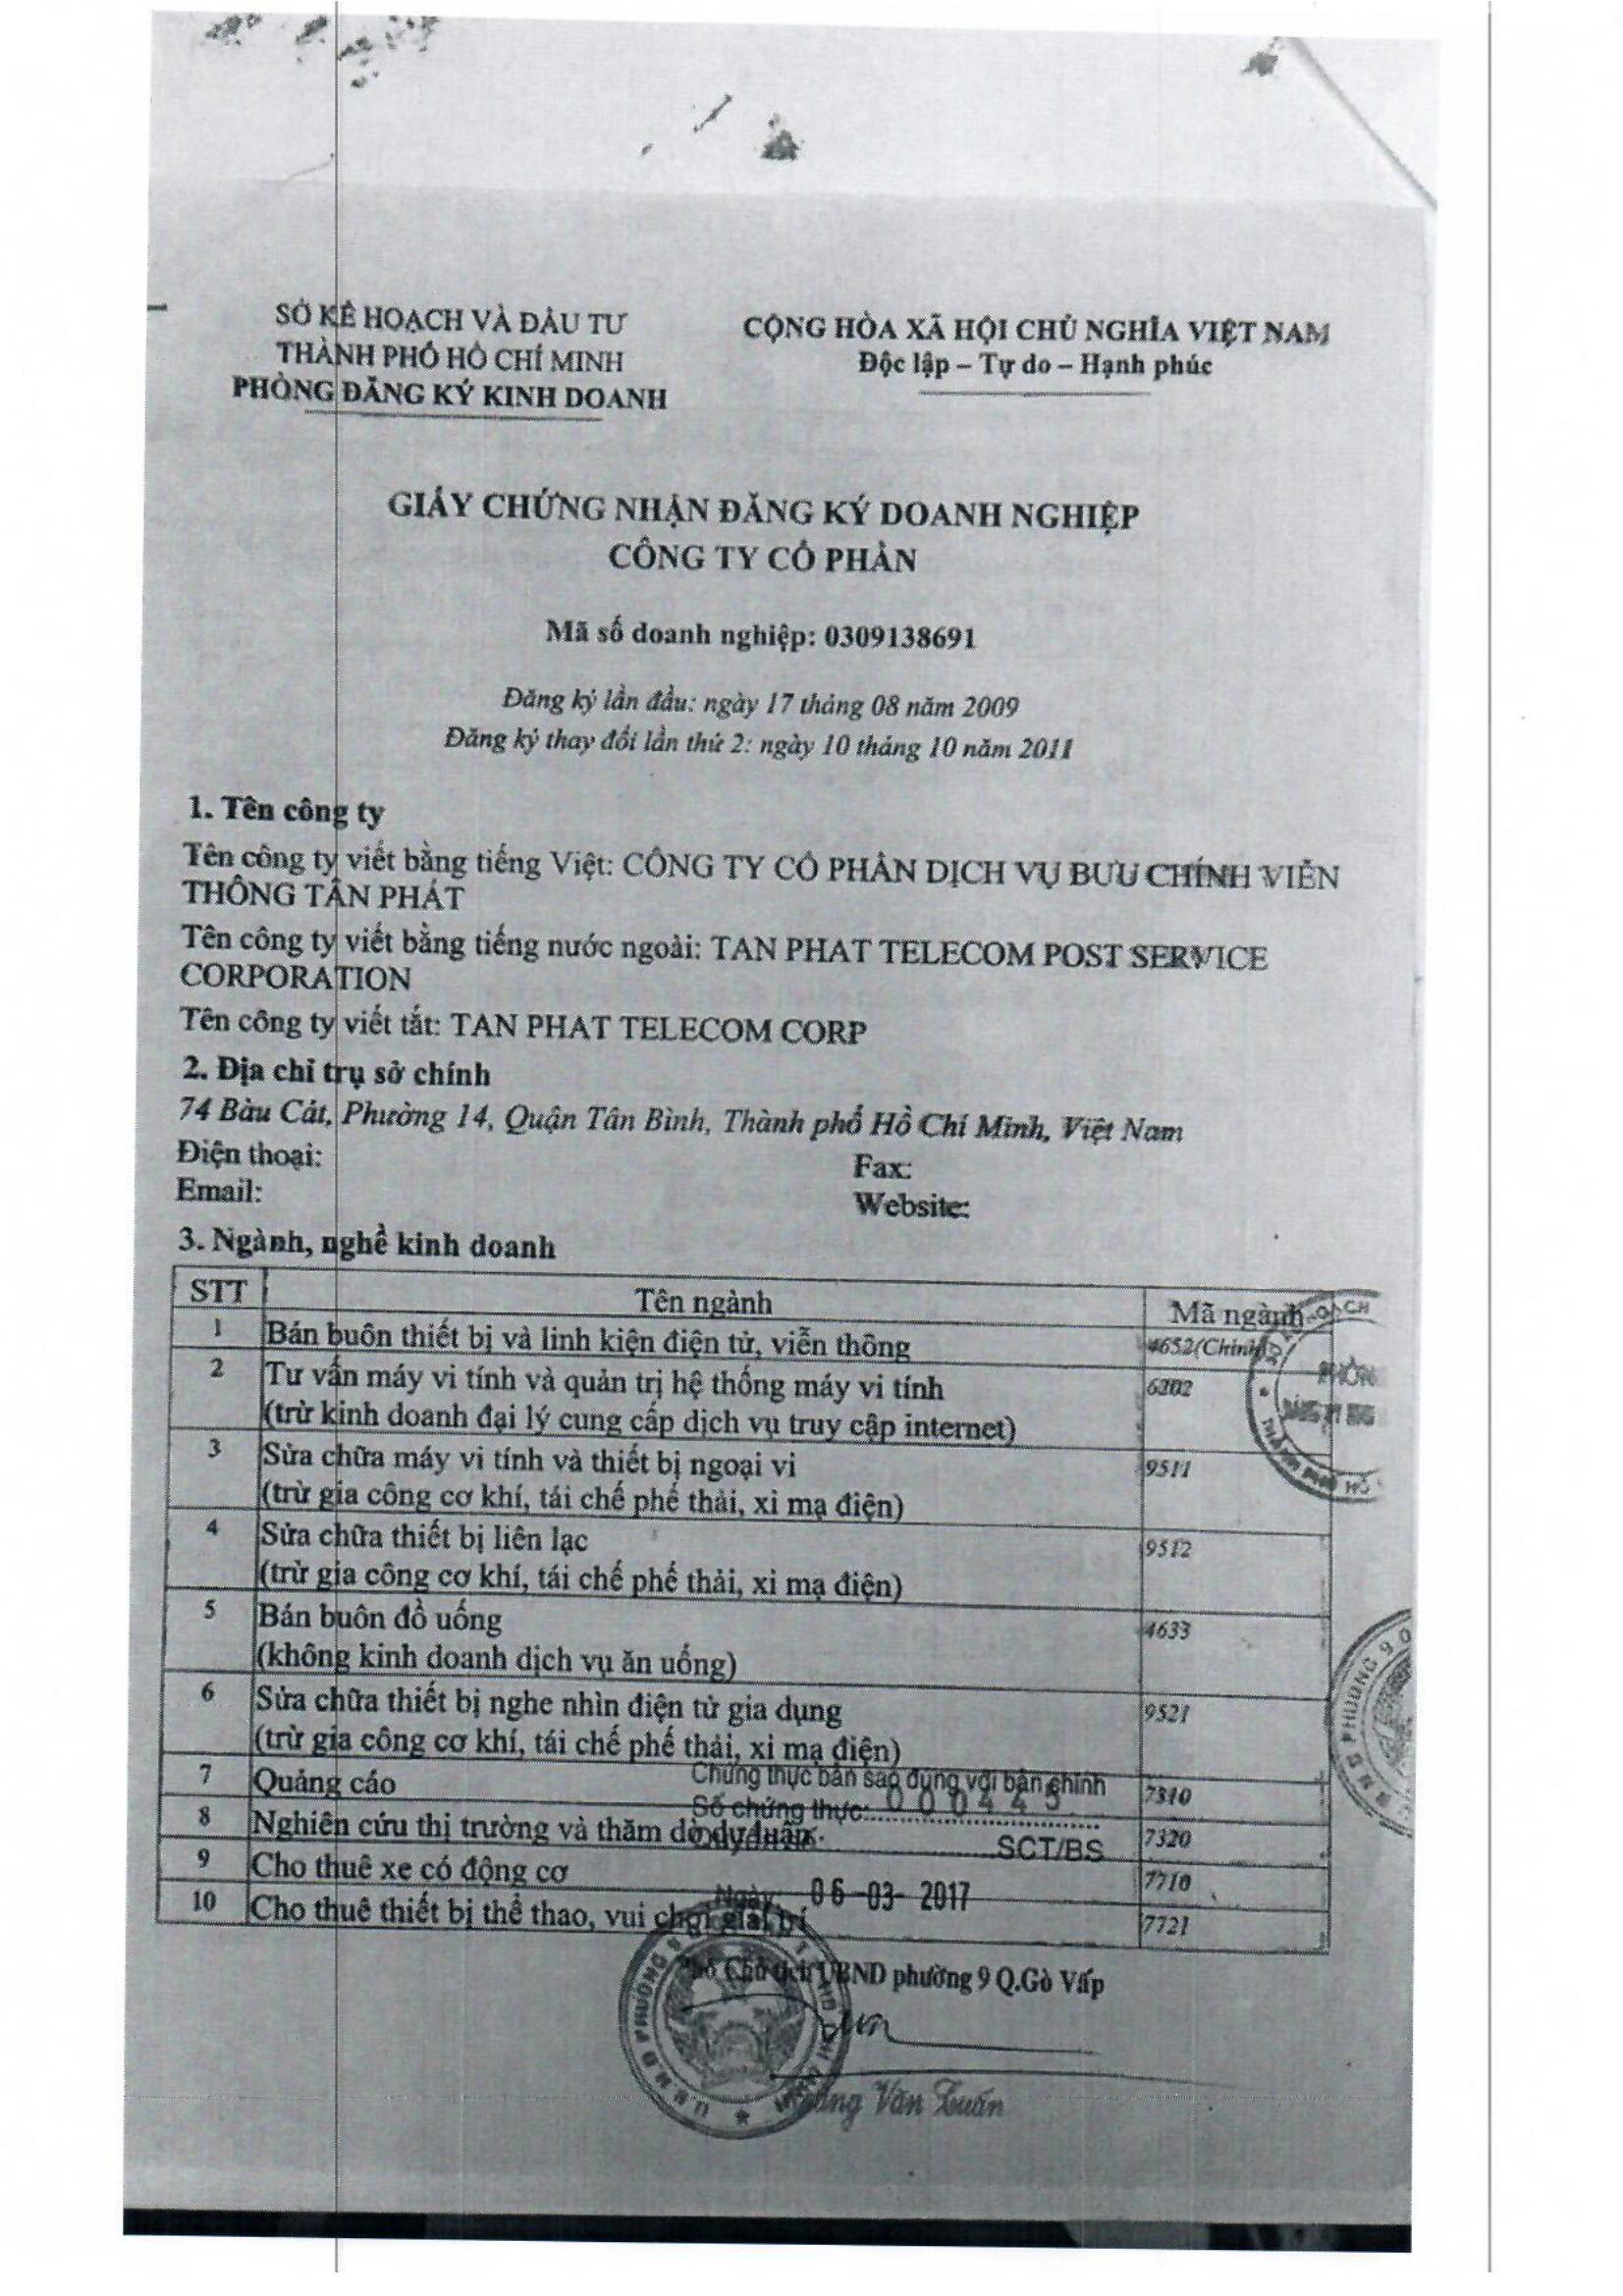 SỞ KẾ HOẠCH VÀ ĐẦU TƯ
THÀNH PHỐ HỒ CHÍ MINH
PHÒNG ĐĂNG KÝ KINH DOANH
CỘNG HÒA XÃ HỘI CHỦ NGHĨA VIỆT NAM
Độc lập – Tự do – Hạnh phúc
GIẤY CHỨNG NHẬN ĐĂNG KÝ DOANH NGHIỆP
CÔNG TY CỔ PHẦN
Mã số doanh nghiệp: 0309138691
Đăng ký lần đầu: ngày 17 tháng 08 năm 2009
Đăng ký thay đổi lần thứ 2: ngày 10 tháng 10 năm 2011
1. Tên công ty
Tên công ty viết bằng tiếng Việt: CÔNG TY CỔ PHẦN DỊCH VỤ BƯU CHÍNH VIỄN
THÔNG TẤN PHÁT
Tên công ty viết bằng tiếng nước ngoài: TAN PHAT TELECOM POST SERVICE
CORPORATION
Tên công ty viết tắt: TAN PHAT TELECOM CORP
2. Địa chỉ trụ sở chính
74 Bàu Cát, Phường 14, Quận Tân Bình, Thành phố Hồ Chí Minh, Việt Nam
Điện thoại: Fax:
Email: Website:
3. Ngành, nghề kinh doanh
STT Tên ngành Mã ngành
1 Bán buôn thiết bị và linh kiện điện tử, viễn thông 4652(Chính)
2 Tư vấn máy vi tính và quản trị hệ thống máy vi tính 6202
(trừ kinh doanh đại lý cung cấp dịch vụ truy cập internet)
3 Sửa chữa máy vi tính và thiết bị ngoại vi 9511
(trừ gia công cơ khí, tái chế phế thải, xi mạ điện)
4 Sửa chữa thiết bị liên lạc 9512
(trừ gia công cơ khí, tái chế phế thải, xi mạ điện)
5 Bán buôn đồ uống 4633
(không kinh doanh dịch vụ ăn uống)
6 Sửa chữa thiết bị nghe nhìn điện tử gia dụng 9521
(trừ gia công cơ khí, tái chế phế thải, xi mạ điện)
7 Quảng cáo 7310
Chứng thực bản sao đúng với bản chính
Số chứng thực: 000445
8 Nghiên cứu thị trường và thăm dò dư luận 7320
SCT/BS
9 Cho thuê xe có động cơ 7710
Ngày 06-03-2017
10 Cho thuê thiết bị thể thao, vui chơi giải trí 7721
Phó Chủ tịch UBND phường 9 Q.Gò Vấp
Văn Xuân